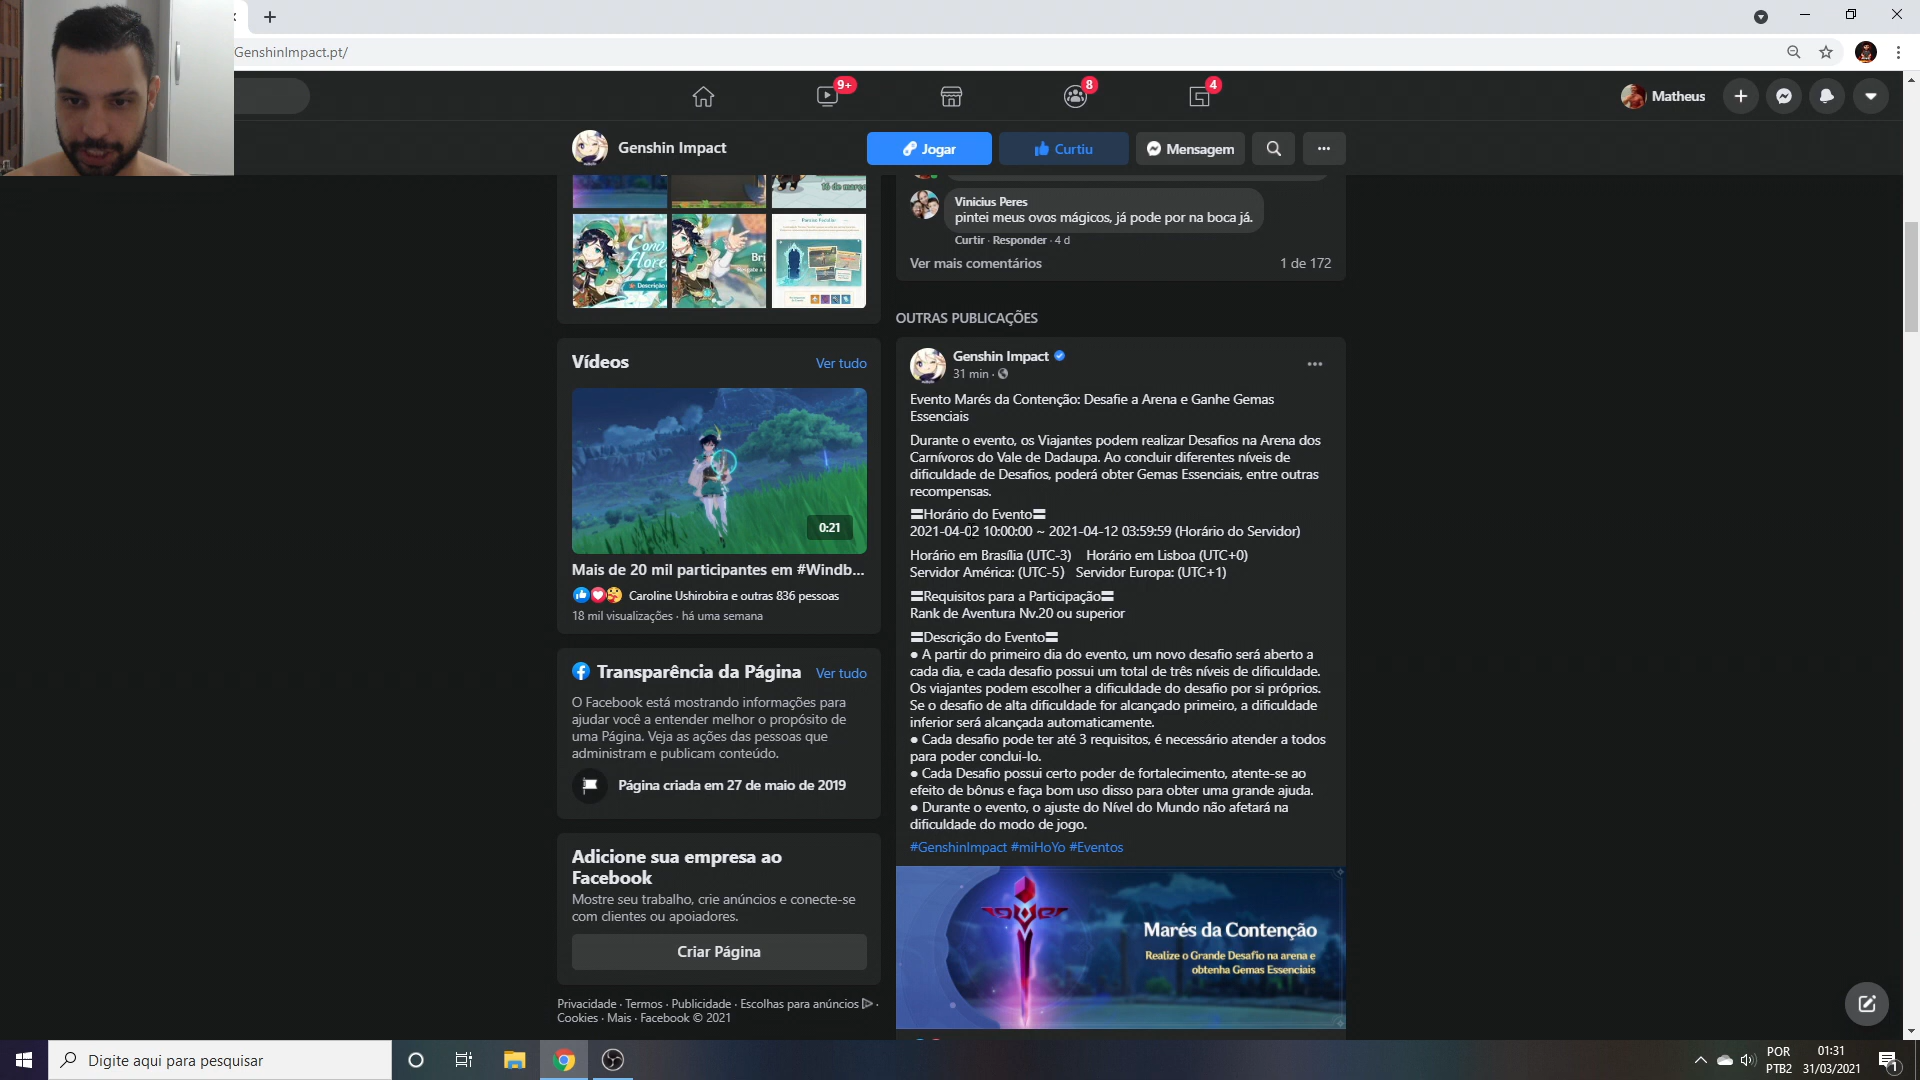 GenshinImpact.pt/
9+
8
4
Matheus
Genshin Impact
Jogar
Curtiu
Mensagem
16 de março
Descrição
Bri
Vídeos
Ver tudo
0:21
Mais de 20 mil participantes em #Windb...
Caroline Ushirobira e outras 836 pessoas
18 mil visualizações · há uma semana
Transparência da Página
Ver tudo
O Facebook está mostrando informações para
ajudar você a entender melhor o propósito de
uma Página. Veja as ações das pessoas que
administram e publicam conteúdo.
Página criada em 27 de maio de 2019
Adicione sua empresa ao
Facebook
Mostre seu trabalho, crie anúncios e conecte-se
com clientes ou apoiadores.
Criar Página
Privacidade · Termos · Publicidade · Escolhas para anúncios ·
Cookies · Mais · Facebook © 2021
Vinicius Peres
pintei meus ovos mágicos, já pode por na boca já.
Curtir · Responder · 4 d
Ver mais comentários
1 de 172
OUTRAS PUBLICAÇÕES
Genshin Impact
31 min ·
Evento Marés da Contenção: Desafie a Arena e Ganhe Gemas
Essenciais
Durante o evento, os Viajantes podem realizar Desafios na Arena dos
Carnívoros do Vale de Dadaupa. Ao concluir diferentes níveis de
dificuldade de Desafios, poderá obter Gemas Essenciais, entre outras
recompensas.
〓Horário do Evento〓
2021-04-02 10:00:00 ~ 2021-04-12 03:59:59 (Horário do Servidor)
Horário em Brasília (UTC-3) Horário em Lisboa (UTC+0)
Servidor América: (UTC-5) Servidor Europa: (UTC+1)
〓Requisitos para a Participação〓
Rank de Aventura Nv.20 ou superior
〓Descrição do Evento〓
● A partir do primeiro dia do evento, um novo desafio será aberto a
cada dia, e cada desafio possui um total de três níveis de dificuldade.
Os viajantes podem escolher a dificuldade do desafio por si próprios.
Se o desafio de alta dificuldade for alcançado primeiro, a dificuldade
inferior será alcançada automaticamente.
● Cada desafio pode ter até 3 requisitos, é necessário atender a todos
para poder conclui-lo.
● Cada Desafio possui certo poder de fortalecimento, atente-se ao
efeito de bônus e faça bom uso disso para obter uma grande ajuda.
● Durante o evento, o ajuste do Nível do Mundo não afetará na
dificuldade do modo de jogo.
#GenshinImpact #miHoYo #Eventos
Marés da Contenção
Realize o Grande Desafio na arena e
obtenha Gemas Essenciais
Digite aqui para pesquisar
POR
PTB2
01:31
31/03/2021
1